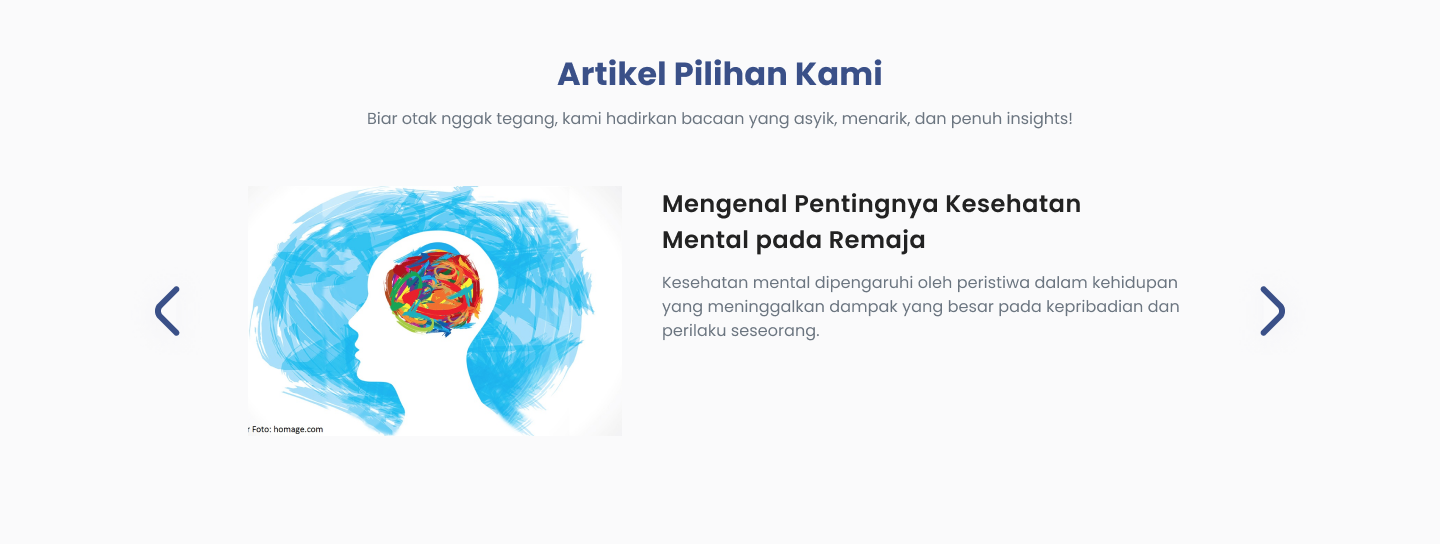 Artikel Pilihan Kami
Biar otak nggak tegang, kami hadirkan bacaan yang asyik, menarik, dan penuh insights!
Mengenal Pentingnya Kesehatan
Mental pada Remaja
Kesehatan mental dipengaruhi oleh peristiwa dalam kehidupan
yang meninggalkan dampak yang besar pada kepribadian dan
perilaku seseorang.
Foto: homage.com